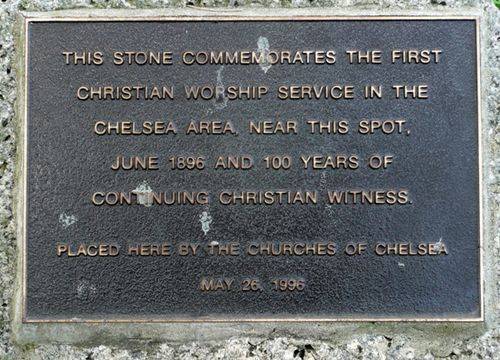 THIS STONE COMMEMORATES THE FIRST
CHRISTIAN WORSHIP SERVICE IN THE
CHELSEA AREA, NEAR THIS SPOT,
JUNE 1896 AND 100 YEARS OF
CONTINUING CHRISTIAN WITNESS.
PLACED HERE BY THE CHURCHES OF CHELSEA
MAY 26, 1996